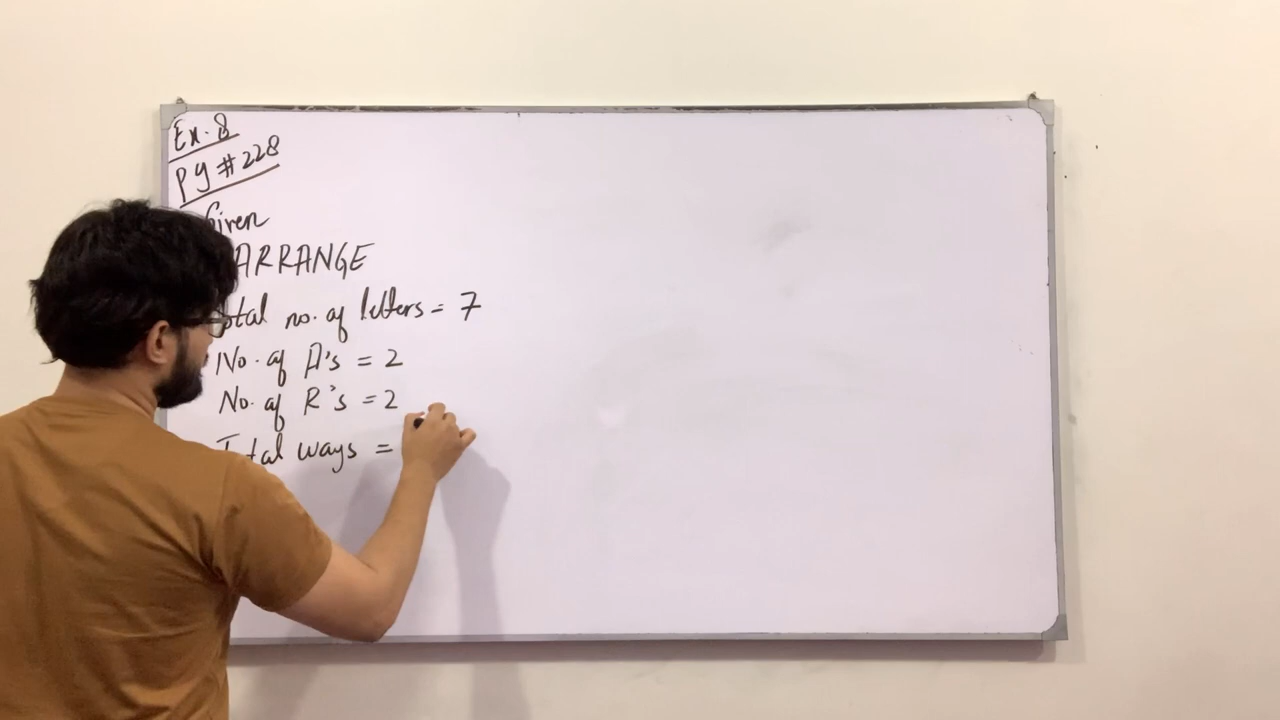 Ex. 8
Pg # 228
Given
ARRANGE
Total no. of letters = 7
No. of A's = 2
No. of R's = 2
Total ways =